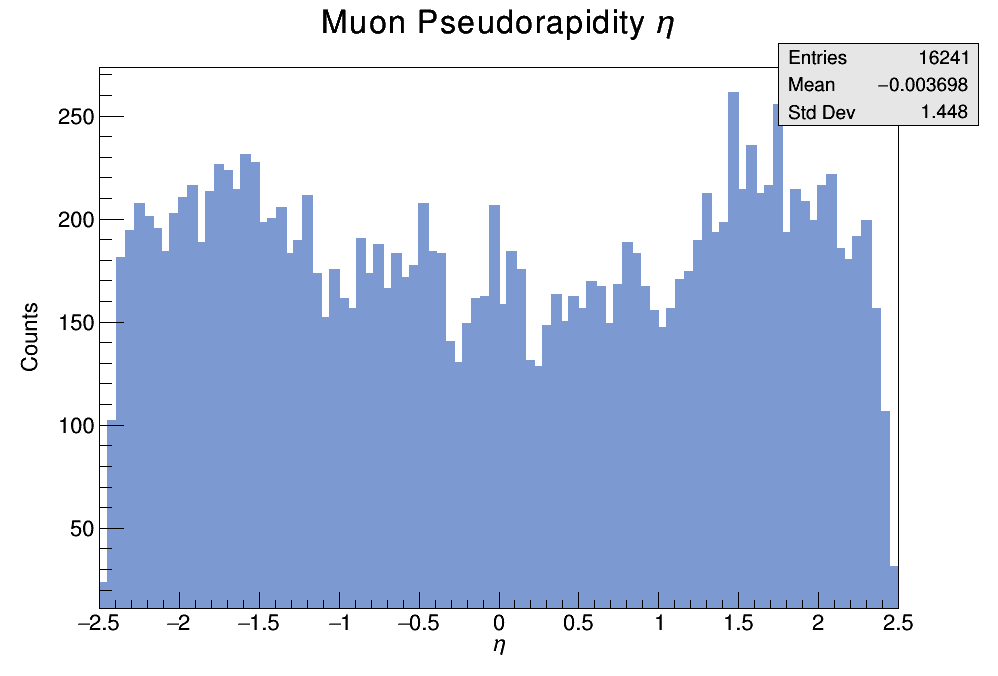 Muon Pseudorapidity η
Entries 16241
Mean −0.003698
Std Dev 1.448
250
200
150
100
50
Counts
−2.5 −2 −1.5 −1 −0.5 0 0.5 1 1.5 2 2.5
η